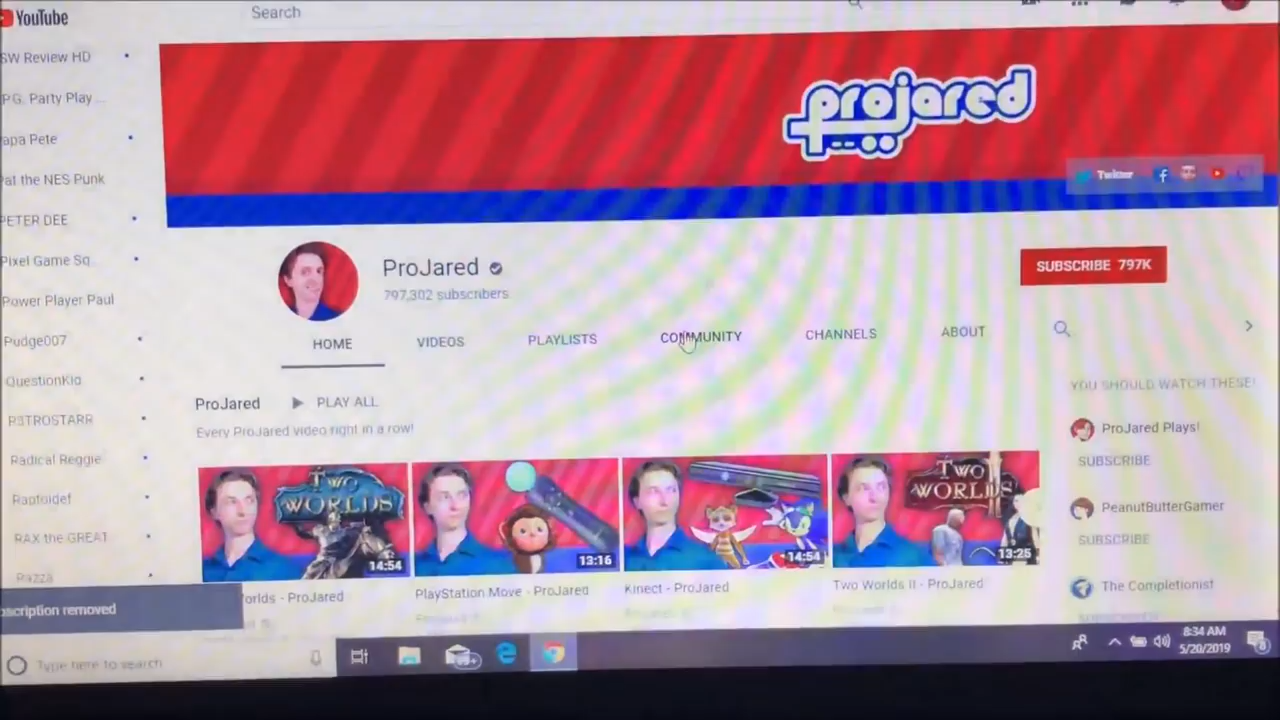 YouTube
Search
SW Review HD
PG. Party Play...
apa Pete
Pat the NES Punk
PETER DEE
Pixel Game Sq...
Power Player Paul
Pudge007
QuestionKid
R3TROSTARR
Radical Reggie
Raptoidef
RAX the GREAT
Razza
projared
Twitter
ProJared
797,302 subscribers
SUBSCRIBE 797K
HOME
VIDEOS
PLAYLISTS
COMMUNITY
CHANNELS
ABOUT
ProJared
PLAY ALL
Every ProJared video right in a row!
YOU SHOULD WATCH THESE!
ProJared Plays!
SUBSCRIBE
PeanutButterGamer
SUBSCRIBE
The Completionist
SUBSCRIBE
TWO WORLDS
14:54
13:16
14:54
TWO WORLDS
13:25
orlds - ProJared
PlayStation Move - ProJared
Kinect - ProJared
Two Worlds II - ProJared
scription removed
Type here to search
8:34 AM
5/20/2019